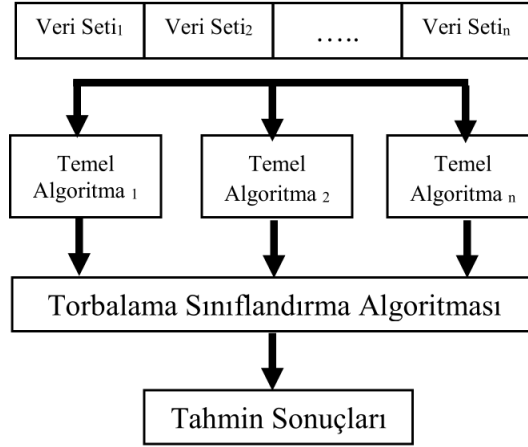 Veri Seti₁ Veri Seti₂ ….. Veri Setiₙ
Temel Temel Temel
Algoritma ₁ Algoritma ₂ Algoritma ₙ
Torbalama Sınıflandırma Algoritması
Tahmin Sonuçları